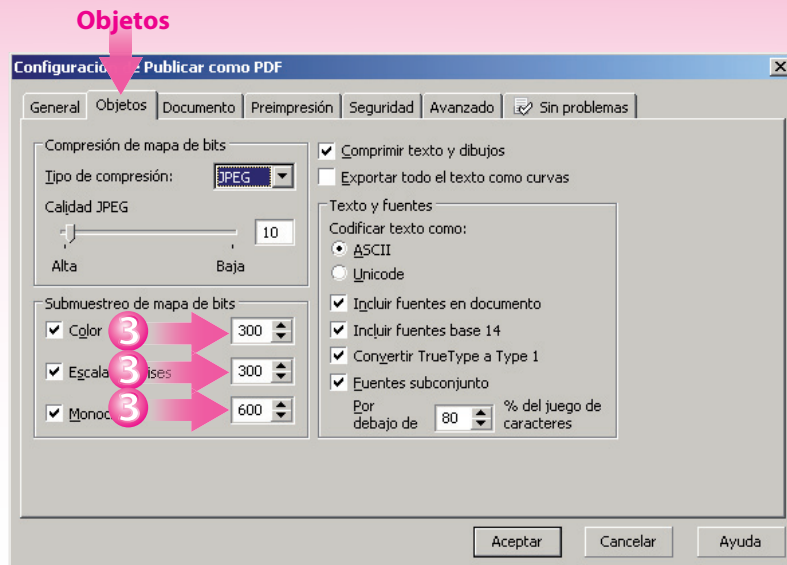 Objetos
Configuración de Publicar como PDF
General Objetos Documento Preimpresión Seguridad Avanzado Sin problemas
Compresión de mapa de bits
Tipo de compresión: JPEG
Calidad JPEG
10
Alta Baja
Submuestreo de mapa de bits
Color 3 300
Escala 3 ises 300
Monoc 3 600
Comprimir texto y dibujos
Exportar todo el texto como curvas
Texto y fuentes
Codificar texto como:
ASCII
Unicode
Incluir fuentes en documento
Incluir fuentes base 14
Convertir TrueType a Type 1
Fuentes subconjunto
Por debajo de 80 % del juego de caracteres
Aceptar Cancelar Ayuda